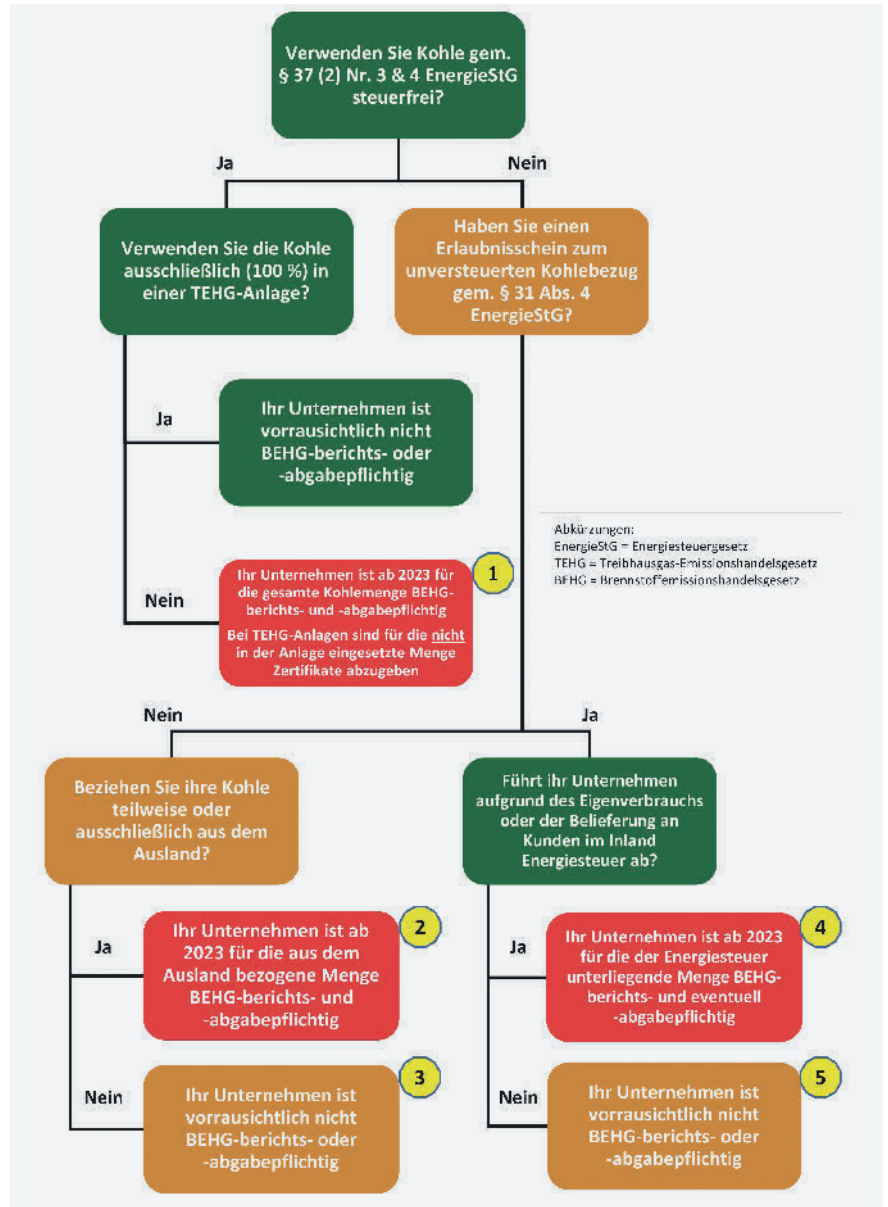 Verwenden Sie Kohle gem.
§ 37 (2) Nr. 3 & 4 EnergieStG
steuerfrei?
Ja
Nein
Verwenden Sie die Kohle
ausschließlich (100 %) in
einer TEHG-Anlage?
Haben Sie einen
Erlaubnisschein zum
unversteuerten Kohlebezug
gem. § 31 Abs. 4
EnergieStG?
Ja
Ihr Unternehmen ist
vorrausichtlich nicht
BEHG-berichts- oder
-abgabepflichtig
Abkürzungen:
EnergieStG = Energiesteuergesetz
TEHG = Treibhausgas-Emissionshandelsgesetz
BEHG = Brennstoffemissionshandelsgesetz
Nein
1
Ihr Unternehmen ist ab 2023 für
die gesamte Kohlemenge BEHG-
berichts- und -abgabepflichtig
Bei TEHG-Anlagen sind für die nicht
in der Anlage eingesetzte Menge
Zertifikate abzugeben
Nein
Ja
Beziehen Sie ihre Kohle
teilweise oder
ausschließlich aus dem
Ausland?
Führt ihr Unternehmen
aufgrund des Eigenverbrauchs
oder der Belieferung an
Kunden im Inland
Energiesteuer ab?
Ja
2
Ihr Unternehmen ist ab
2023 für die aus dem
Ausland bezogene Menge
BEHG-berichts- und
-abgabepflichtig
Ja
4
Ihr Unternehmen ist ab 2023
für die der Energiesteuer
unterliegende Menge BEHG-
berichts- und eventuell
-abgabepflichtig
Nein
3
Ihr Unternehmen ist
vorrausichtlich nicht
BEHG-berichts- oder
-abgabepflichtig
Nein
5
Ihr Unternehmen ist
vorrausichtlich nicht
BEHG-berichts- oder
-abgabepflichtig